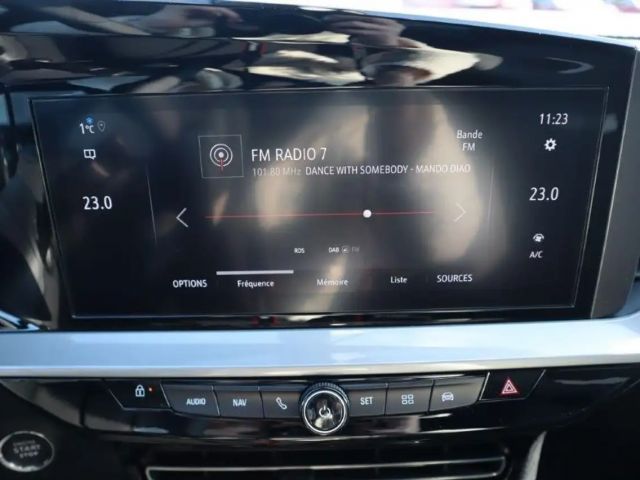 1°C
11:23
Bande
FM
FM RADIO 7
101.80 MHz DANCE WITH SOMEBODY - MANDO DIAO
23.0
23.0
RDS DAB FM
A/C
OPTIONS Fréquence Mémoire Liste SOURCES
AUDIO NAV SET
START
STOP